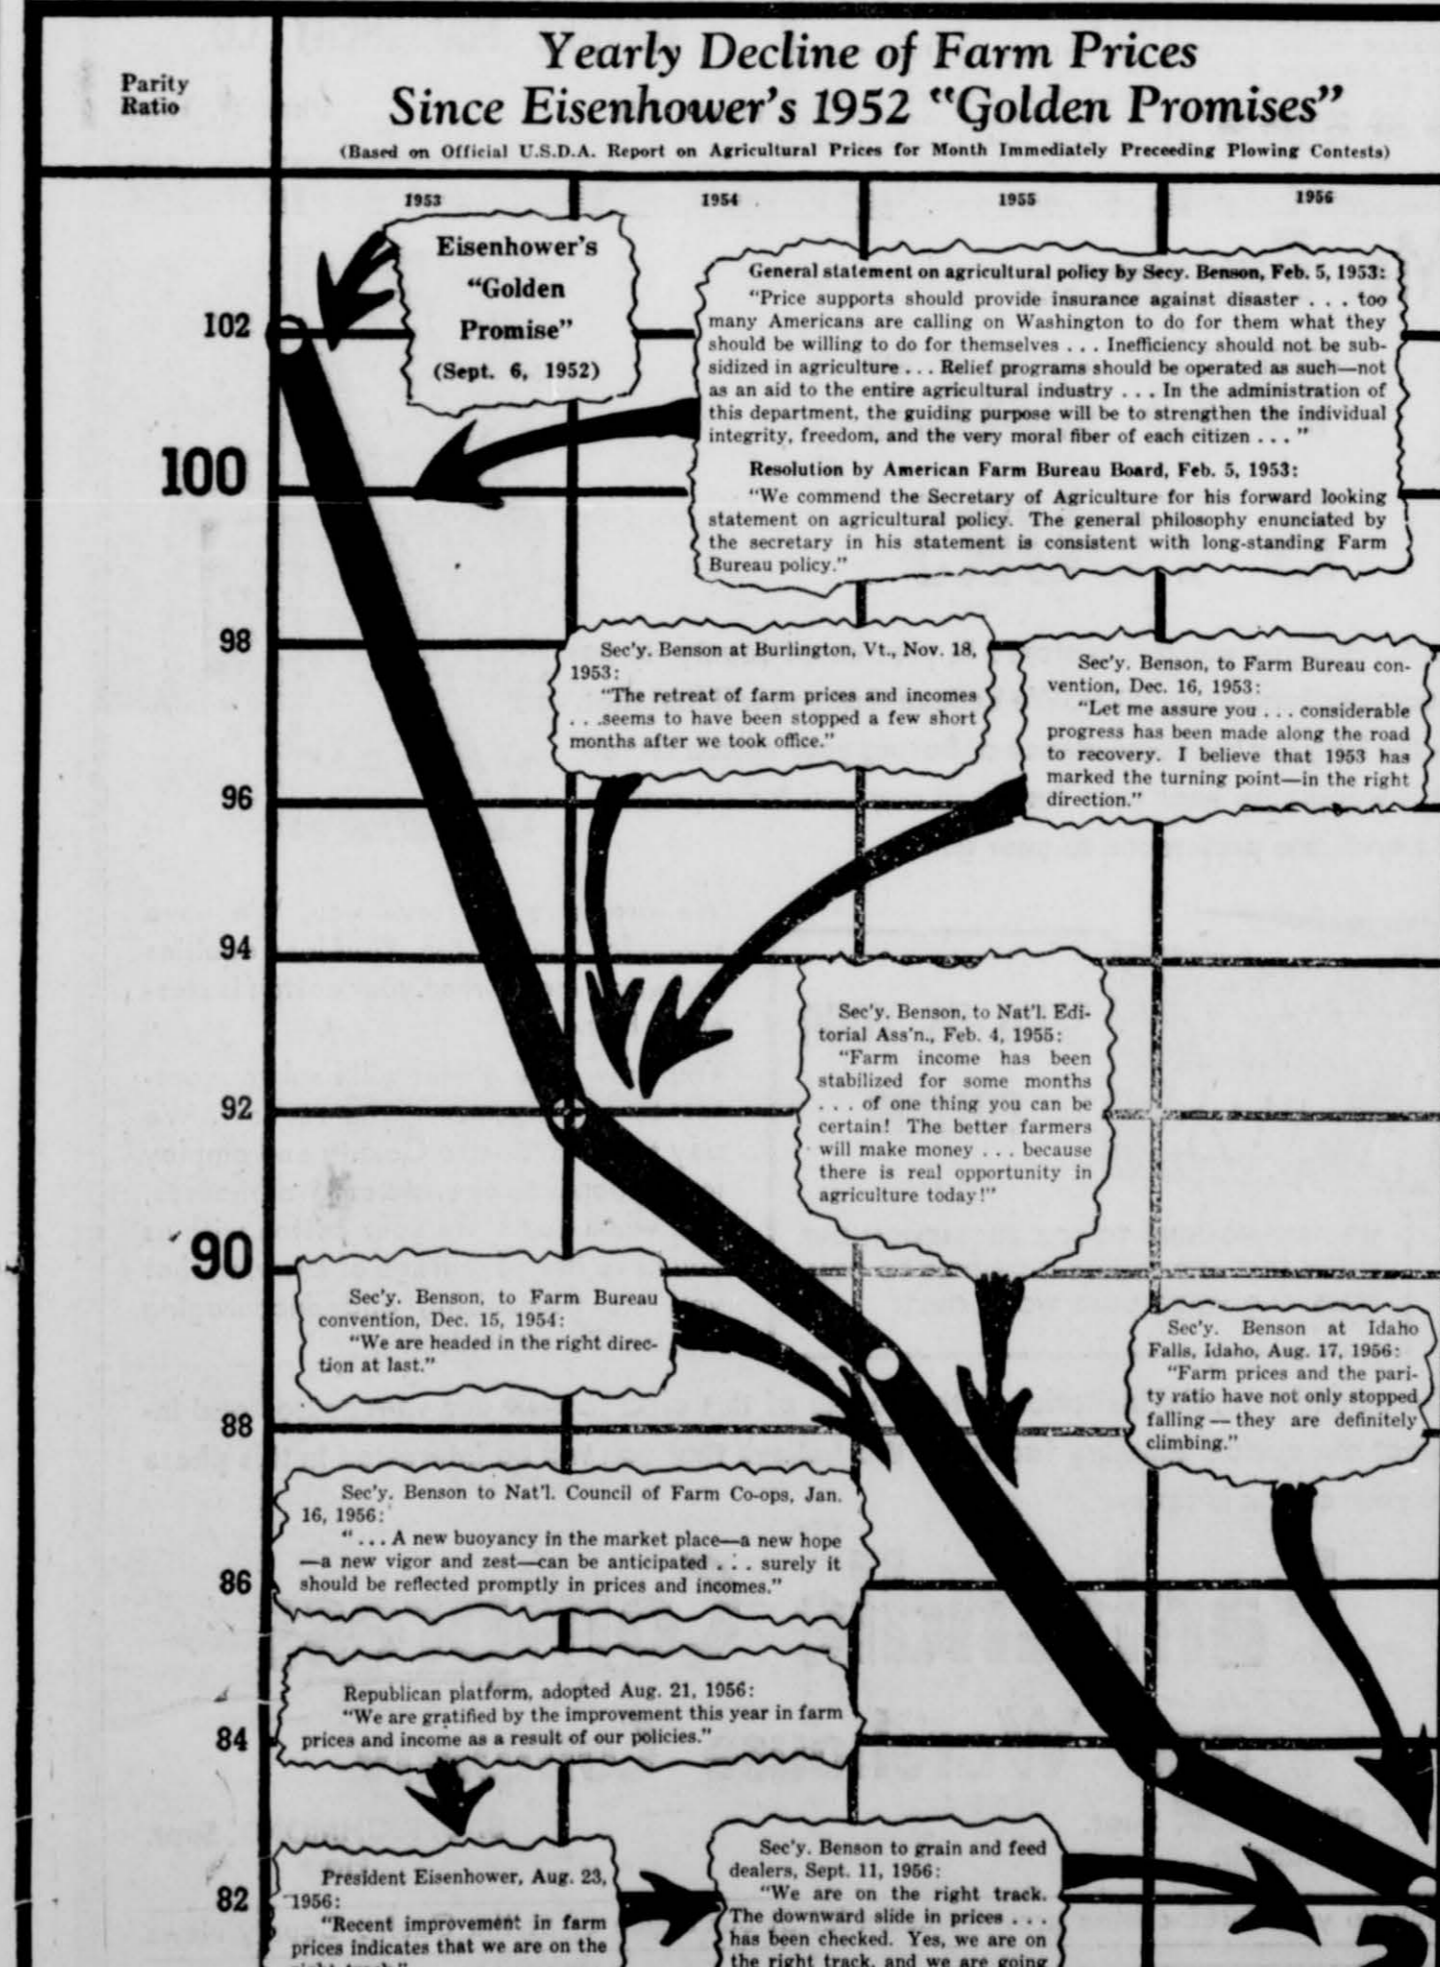 Parity
Ratio
Yearly Decline of Farm Prices
Since Eisenhower's 1952 "Golden Promises"
(Based on Official U.S.D.A. Report on Agricultural Prices for Month Immediately Preceeding Plowing Contests)
1953 1954 1955 1956
Eisenhower's
"Golden
Promise"
(Sept. 6, 1952)
General statement on agricultural policy by Secy. Benson, Feb. 5, 1953:
"Price supports should provide insurance against disaster . . . too
many Americans are calling on Washington to do for them what they
should be willing to do for themselves . . . Inefficiency should not be sub-
sidized in agriculture . . . Relief programs should be operated as such—not
as an aid to the entire agricultural industry . . . In the administration of
this department, the guiding purpose will be to strengthen the individual
integrity, freedom, and the very moral fiber of each citizen . . . "
Resolution by American Farm Bureau Board, Feb. 5, 1953:
"We commend the Secretary of Agriculture for his forward looking
statement on agricultural policy. The general philosophy enunciated by
the secretary in his statement is consistent with long-standing Farm
Bureau policy."
102
100
98
Sec'y. Benson at Burlington, Vt., Nov. 18,
1953:
"The retreat of farm prices and incomes
. . .seems to have been stopped a few short
months after we took office."
Sec'y. Benson, to Farm Bureau con-
vention, Dec. 16, 1953:
"Let me assure you . . . considerable
progress has been made along the road
to recovery. I believe that 1953 has
marked the turning point—in the right
direction."
96
94
Sec'y. Benson, to Nat'l. Edi-
torial Ass'n., Feb. 4, 1955:
"Farm income has been
stabilized for some months
. . . of one thing you can be
certain! The better farmers
will make money . . . because
there is real opportunity in
agriculture today!"
92
90
Sec'y. Benson, to Farm Bureau
convention, Dec. 15, 1954:
"We are headed in the right direc-
tion at last."
Sec'y. Benson at Idaho
Falls, Idaho, Aug. 17, 1956:
"Farm prices and the pari-
ty ratio have not only stopped
falling — they are definitely
climbing."
88
Sec'y. Benson to Nat'l. Council of Farm Co-ops, Jan.
16, 1956:
" . . . A new buoyancy in the market place—a new hope
—a new vigor and zest—can be anticipated . . . surely it
should be reflected promptly in prices and incomes."
86
Republican platform, adopted Aug. 21, 1956:
"We are gratified by the improvement this year in farm
prices and income as a result of our policies."
84
President Eisenhower, Aug. 23,
1956:
"Recent improvement in farm
prices indicates that we are on the
right track."
Sec'y. Benson to grain and feed
dealers, Sept. 11, 1956:
"We are on the right track.
The downward slide in prices . . .
has been checked. Yes, we are on
the right track, and we are going
82
?